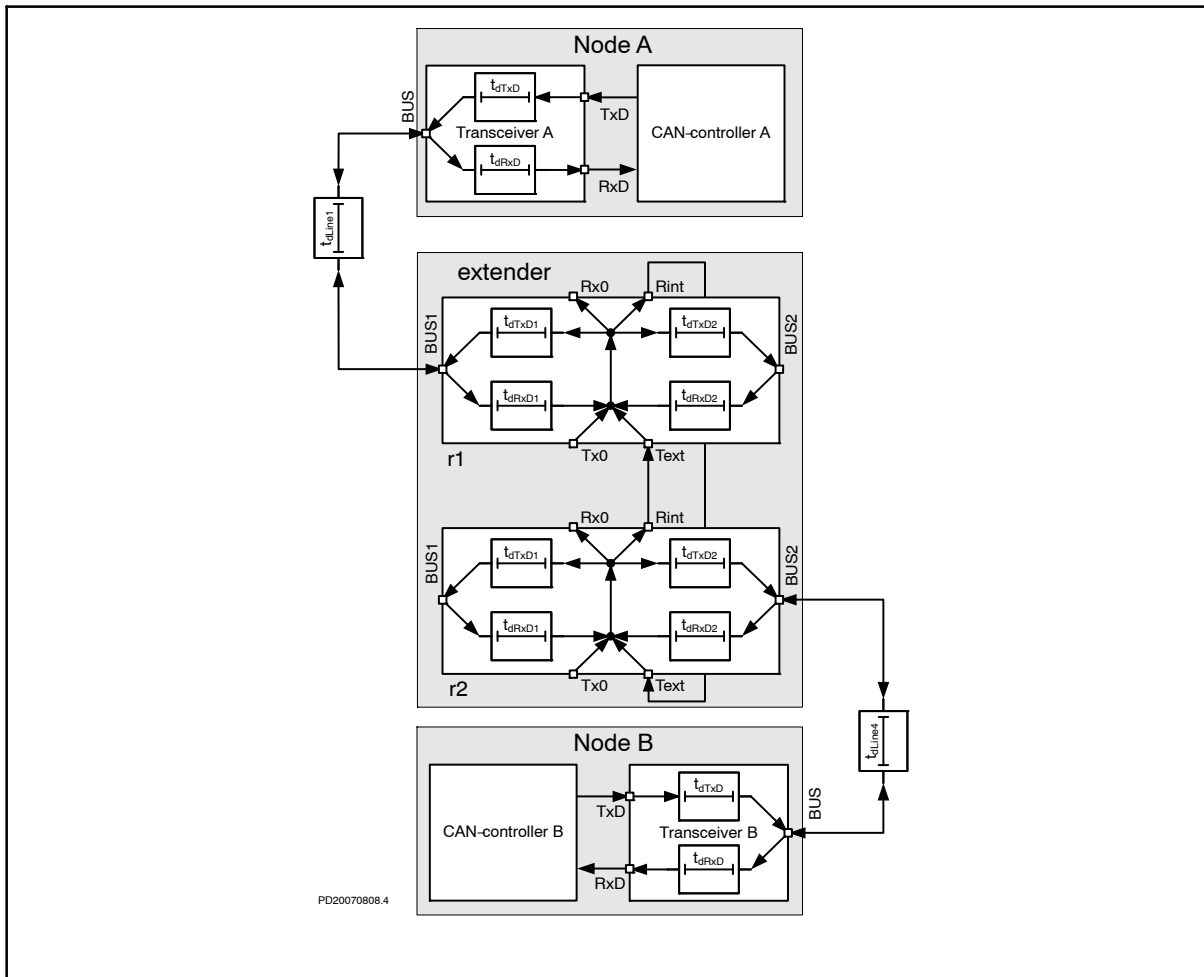 Node A
BUS
tdTxD
TxD
Transceiver A
CAN-controller A
tdRxD
RxD
tdLine1
extender
Rx0
Rint
BUS1
tdTxD1
tdTxD2
BUS2
tdRxD1
tdRxD2
r1
Tx0
Text
Rx0
Rint
BUS1
tdTxD1
tdTxD2
BUS2
tdRxD1
tdRxD2
r2
Tx0
Text
tdLine4
Node B
TxD
tdTxD
BUS
CAN-controller B
Transceiver B
tdRxD
RxD
PD20070808.4